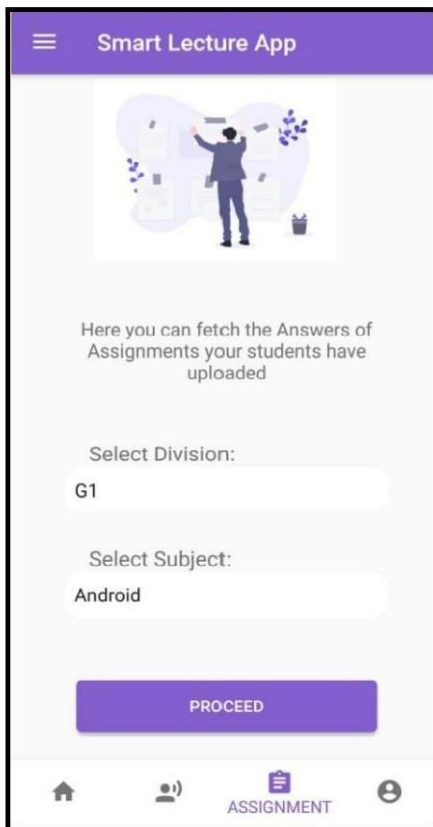 Smart Lecture App
Here you can fetch the Answers of
Assignments your students have
uploaded
Select Division:
G1
Select Subject:
Android
PROCEED
ASSIGNMENT